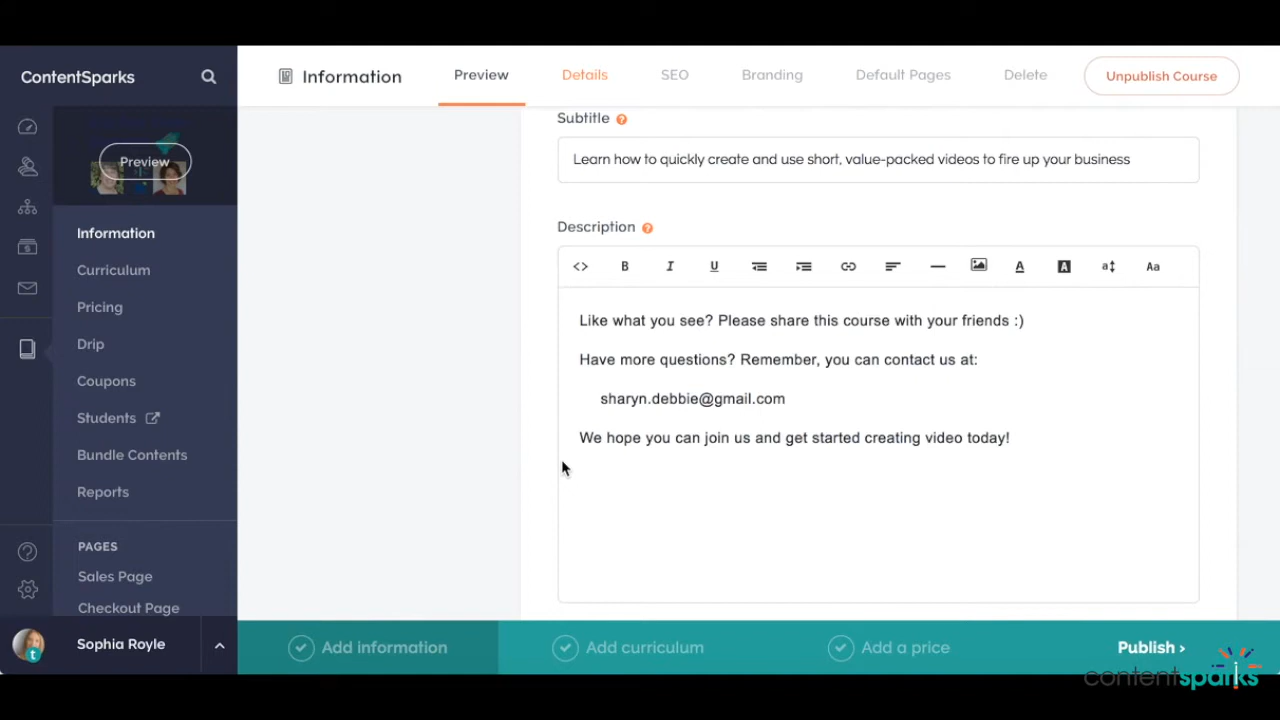 ContentSparks
Information
Preview
Details
SEO
Branding
Default Pages
Delete
Unpublish Course
Preview
Information
Curriculum
Pricing
Drip
Coupons
Students
Bundle Contents
Reports
PAGES
Sales Page
Checkout Page
Sophia Royle
t
Subtitle ?
Learn how to quickly create and use short, value-packed videos to fire up your business
Description ?
<> B I U A A a Aa
Like what you see? Please share this course with your friends :)
Have more questions? Remember, you can contact us at:
sharyn.debbie@gmail.com
We hope you can join us and get started creating video today!
Add information
Add curriculum
Add a price
Publish ›
contentsparks